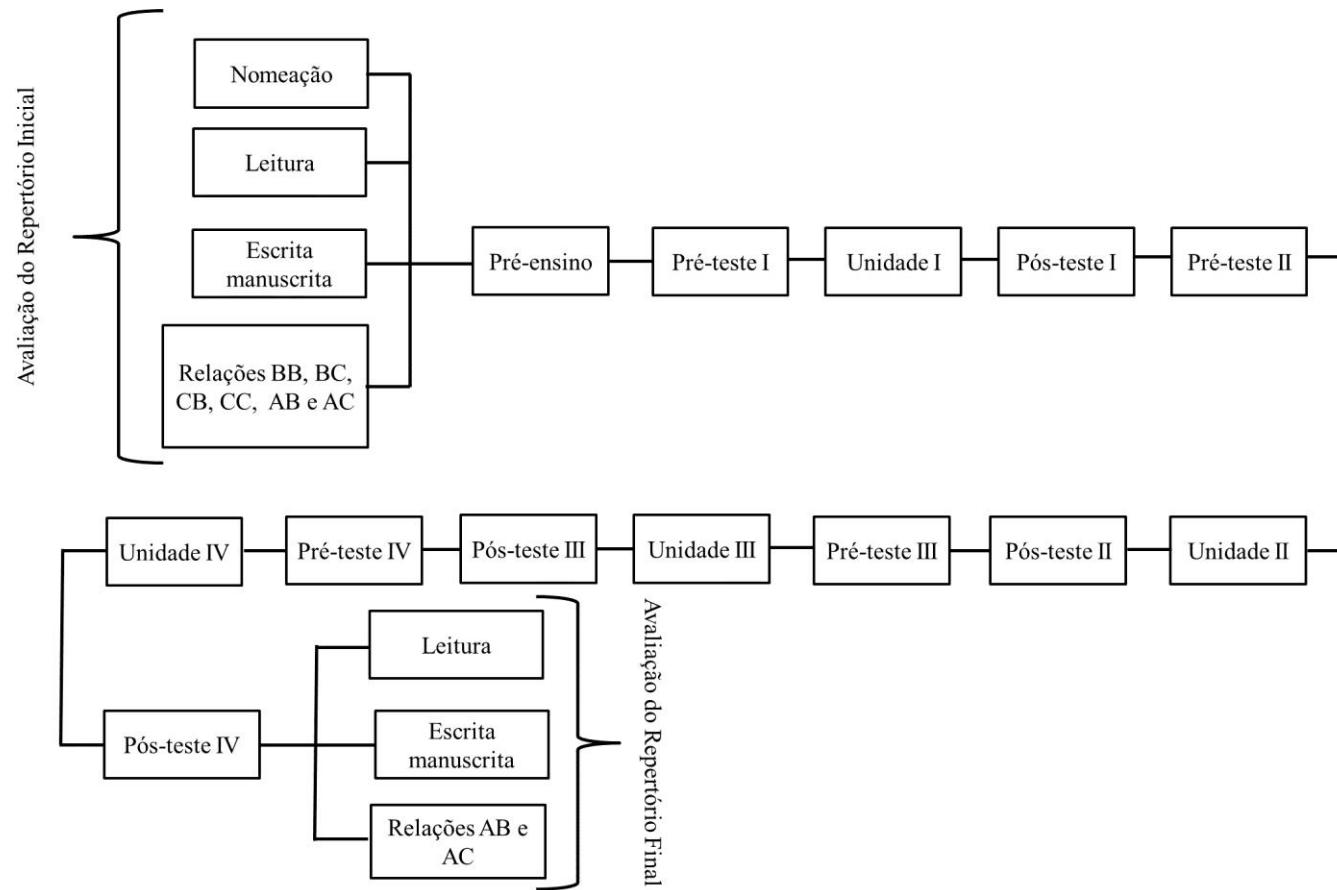 Avaliação do Repertório Inicial
Nomeação
Leitura
Escrita
manuscrita
Relações BB, BC,
CB, CC, AB e AC
Pré-ensino
Pré-teste I
Unidade I
Pós-teste I
Pré-teste II
Unidade IV
Pré-teste IV
Pós-teste III
Unidade III
Pré-teste III
Pós-teste II
Unidade II
Pós-teste IV
Leitura
Escrita
manuscrita
Relações AB e
AC
Avaliação do Repertório Final